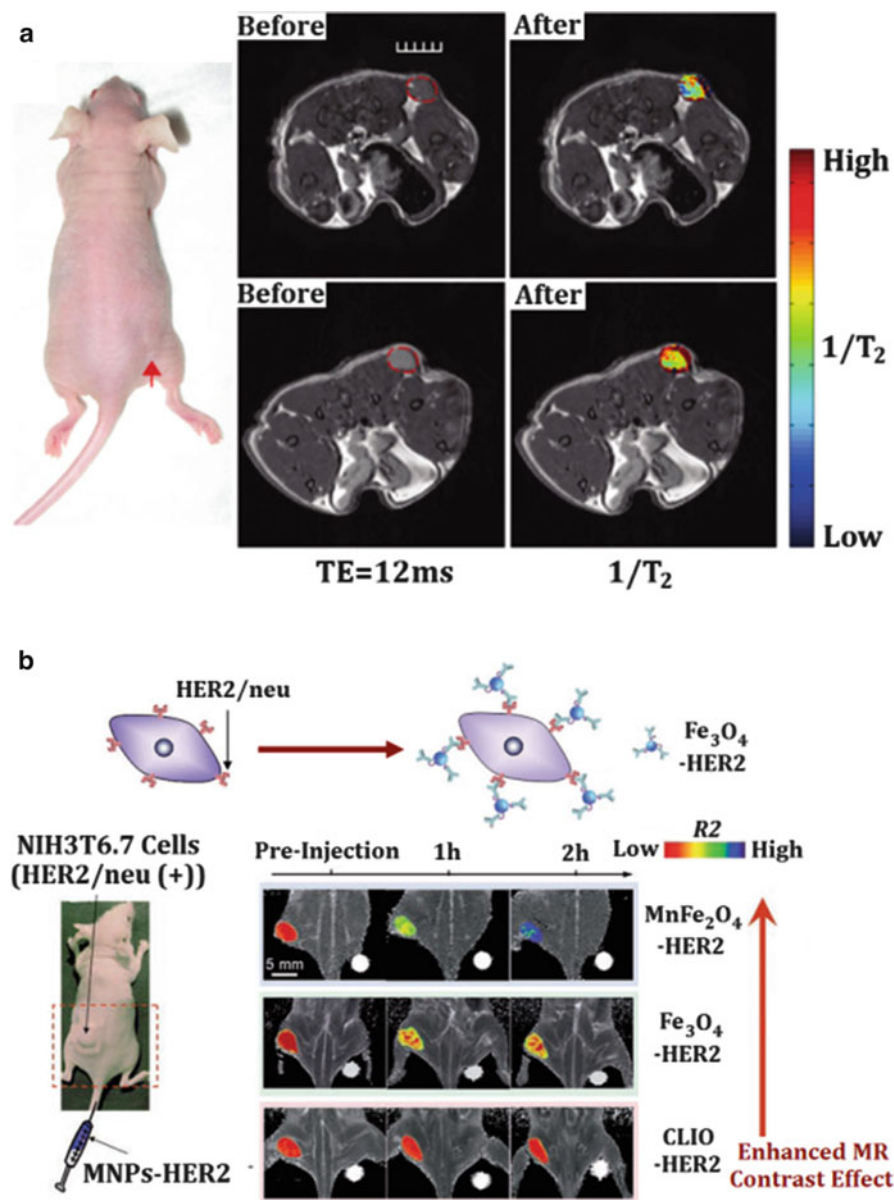 a
Before
After
High
1/T₂
Before
After
Low
TE=12ms
1/T₂
b
HER2/neu
Fe₃O₄
-HER2
NIH3T6.7 Cells
(HER2/neu (+))
R2
Pre-Injection 1h 2h
Low High
MnFe₂O₄
-HER2
5 mm
Fe₃O₄
-HER2
CLIO
-HER2
MNPs-HER2
Enhanced MR
Contrast Effect